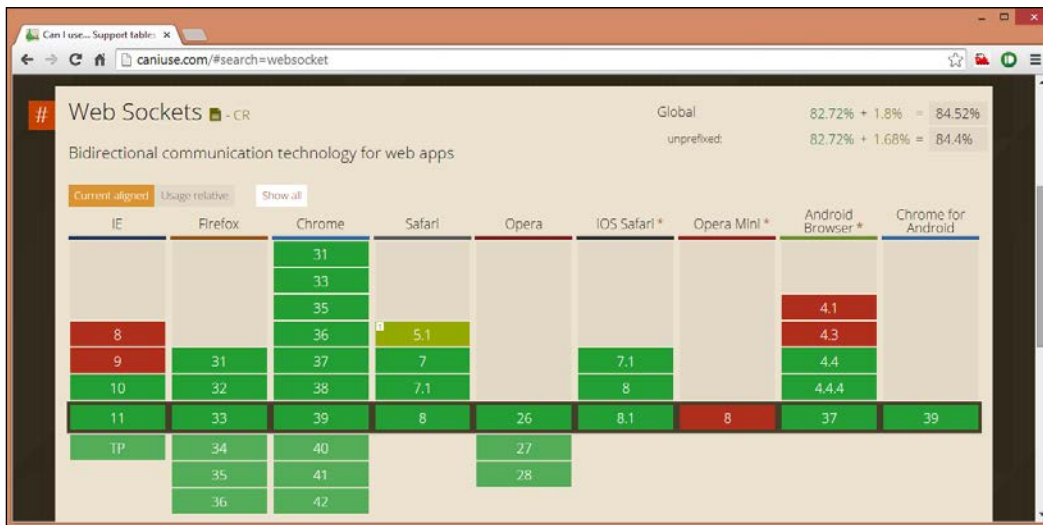 Can I use... Support tables ×
caniuse.com/#search=websocket
# Web Sockets - CR Global 82.72% + 1.8% = 84.52%
unprefixed: 82.72% + 1.68% = 84.4%
Bidirectional communication technology for web apps
Current aligned Usage relative Show all
IE Firefox Chrome Safari Opera iOS Safari * Opera Mini * Android Browser * Chrome for Android
31
33
35 4.1
8 36 1 5.1 4.3
9 31 37 7 7.1 4.4
10 32 38 7.1 8 4.4.4
11 33 39 8 26 8.1 8 37 39
TP 34 40 27
35 41 28
36 42